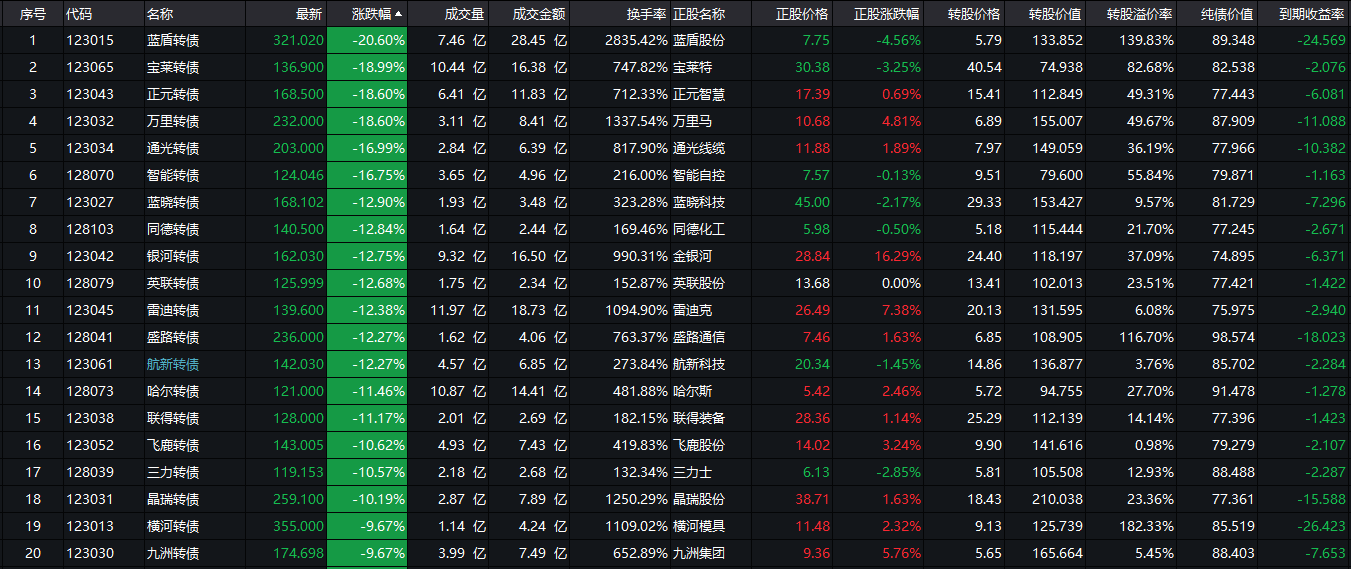 序号 代码 名称 最新 涨跌幅 成交量 成交金额 换手率 正股名称 正股价格 正股涨跌幅 转股价格 转股价值 转股溢价率 纯债价值 到期收益率
1 123015 蓝盾转债 321.020 -20.60% 7.46 亿 28.45 亿 2835.42% 蓝盾股份 7.75 -4.56% 5.79 133.852 139.83% 89.348 -24.569
2 123065 宝莱转债 136.900 -18.99% 10.44 亿 16.38 亿 747.82% 宝莱特 30.38 -3.25% 40.54 74.938 82.68% 82.538 -2.076
3 123043 正元转债 168.500 -18.60% 6.41 亿 11.83 亿 712.33% 正元智慧 17.39 0.69% 15.41 112.849 49.31% 77.443 -6.081
4 123032 万里转债 232.000 -18.60% 3.11 亿 8.41 亿 1337.54% 万里马 10.68 4.81% 6.89 155.007 49.67% 87.909 -11.088
5 123034 通光转债 203.000 -16.99% 2.84 亿 6.39 亿 817.90% 通光线缆 11.88 1.89% 7.97 149.059 36.19% 77.966 -10.382
6 128070 智能转债 124.046 -16.75% 3.65 亿 4.96 亿 216.00% 智能自控 7.57 -0.13% 9.51 79.600 55.84% 79.871 -1.163
7 123027 蓝晓转债 168.102 -12.90% 1.93 亿 3.48 亿 323.28% 蓝晓科技 45.00 -2.17% 29.33 153.427 9.57% 81.729 -7.296
8 128103 同德转债 140.500 -12.84% 1.64 亿 2.44 亿 169.46% 同德化工 5.98 -0.50% 5.18 115.444 21.70% 77.245 -2.671
9 123042 银河转债 162.030 -12.75% 9.32 亿 16.50 亿 990.31% 金银河 28.84 16.29% 24.40 118.197 37.09% 74.895 -6.371
10 128079 英联转债 125.999 -12.68% 1.75 亿 2.34 亿 152.87% 英联股份 13.68 0.00% 13.41 102.013 23.51% 77.421 -1.422
11 123045 雷迪转债 139.600 -12.38% 11.97 亿 18.73 亿 1094.90% 雷迪克 26.49 7.38% 20.13 131.595 6.08% 75.975 -2.940
12 128041 盛路转债 236.000 -12.27% 1.62 亿 4.06 亿 763.37% 盛路通信 7.46 1.63% 6.85 108.905 116.70% 98.574 -18.023
13 123061 航新转债 142.030 -12.27% 4.57 亿 6.85 亿 273.84% 航新科技 20.34 -1.45% 14.86 136.877 3.76% 85.702 -2.284
14 128073 哈尔转债 121.000 -11.46% 10.87 亿 14.41 亿 481.88% 哈尔斯 5.42 2.46% 5.72 94.755 27.70% 91.478 -1.278
15 123038 联得转债 128.000 -11.17% 2.01 亿 2.69 亿 182.15% 联得装备 28.36 1.14% 25.29 112.139 14.14% 77.396 -1.423
16 123052 飞鹿转债 143.005 -10.62% 4.93 亿 7.43 亿 419.83% 飞鹿股份 14.02 3.24% 9.90 141.616 0.98% 79.279 -2.107
17 128039 三力转债 119.153 -10.57% 2.18 亿 2.68 亿 132.34% 三力士 6.13 -2.85% 5.81 105.508 12.93% 88.488 -2.287
18 123031 晶瑞转债 259.100 -10.19% 2.87 亿 7.89 亿 1250.29% 晶瑞股份 38.71 1.63% 18.43 210.038 23.36% 77.361 -15.588
19 123013 横河转债 355.000 -9.67% 1.14 亿 4.24 亿 1109.02% 横河模具 11.48 2.32% 9.13 125.739 182.33% 85.519 -26.423
20 123030 九洲转债 174.698 -9.67% 3.99 亿 7.49 亿 652.89% 九洲集团 9.36 5.76% 5.65 165.664 5.45% 88.403 -7.653